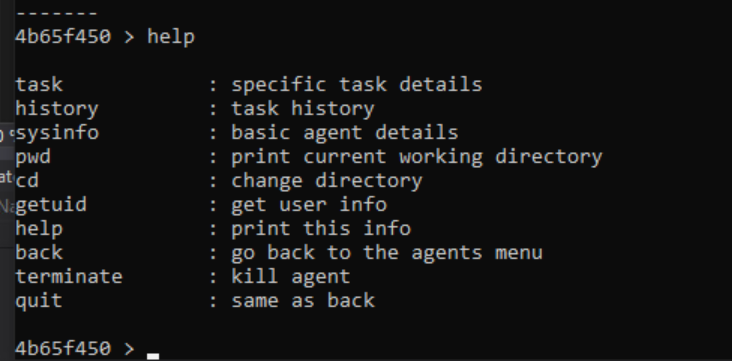 -------
4b65f450 > help
task : specific task details
history : task history
sysinfo : basic agent details
pwd : print current working directory
cd : change directory
getuid : get user info
help : print this info
back : go back to the agents menu
terminate : kill agent
quit : same as back
4b65f450 >